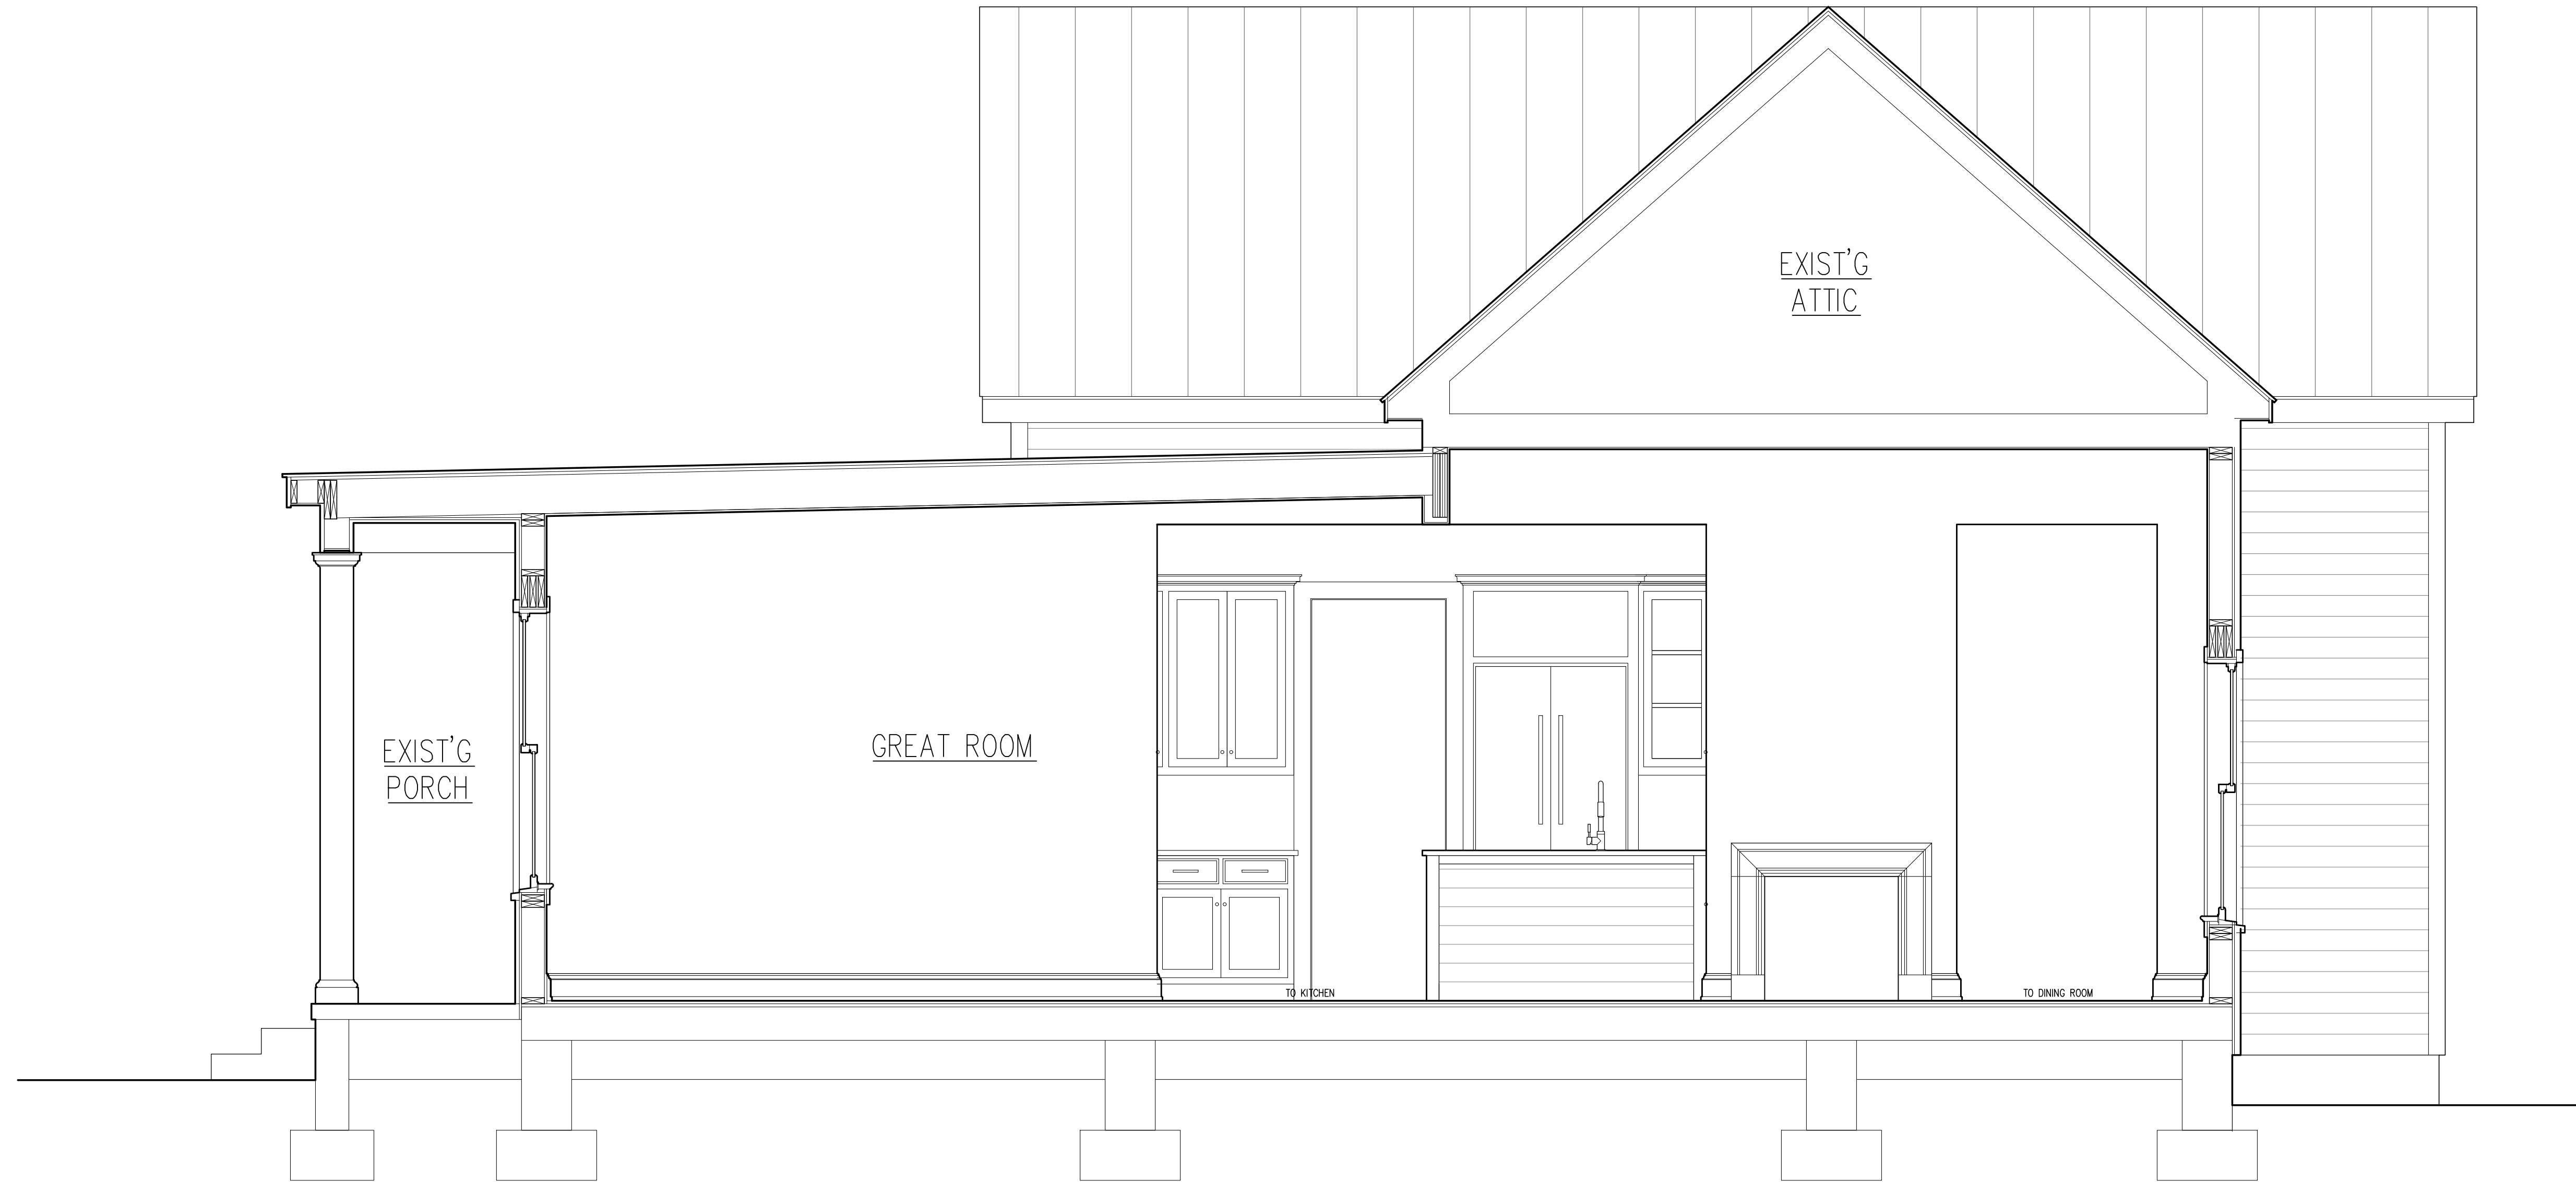 EXIST'G
ATTIC
EXIST'G
PORCH
GREAT ROOM
TO KITCHEN
TO DINING ROOM